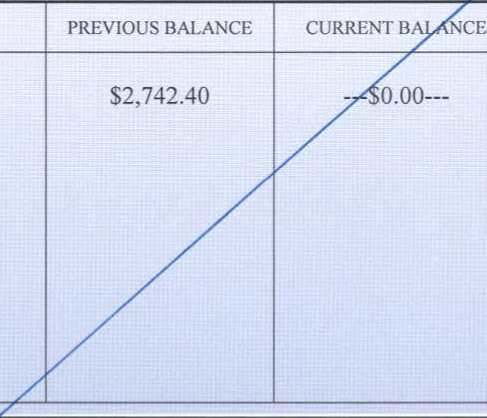 PREVIOUS BALANCE CURRENT BALANCE
$2,742.40 ---$0.00---